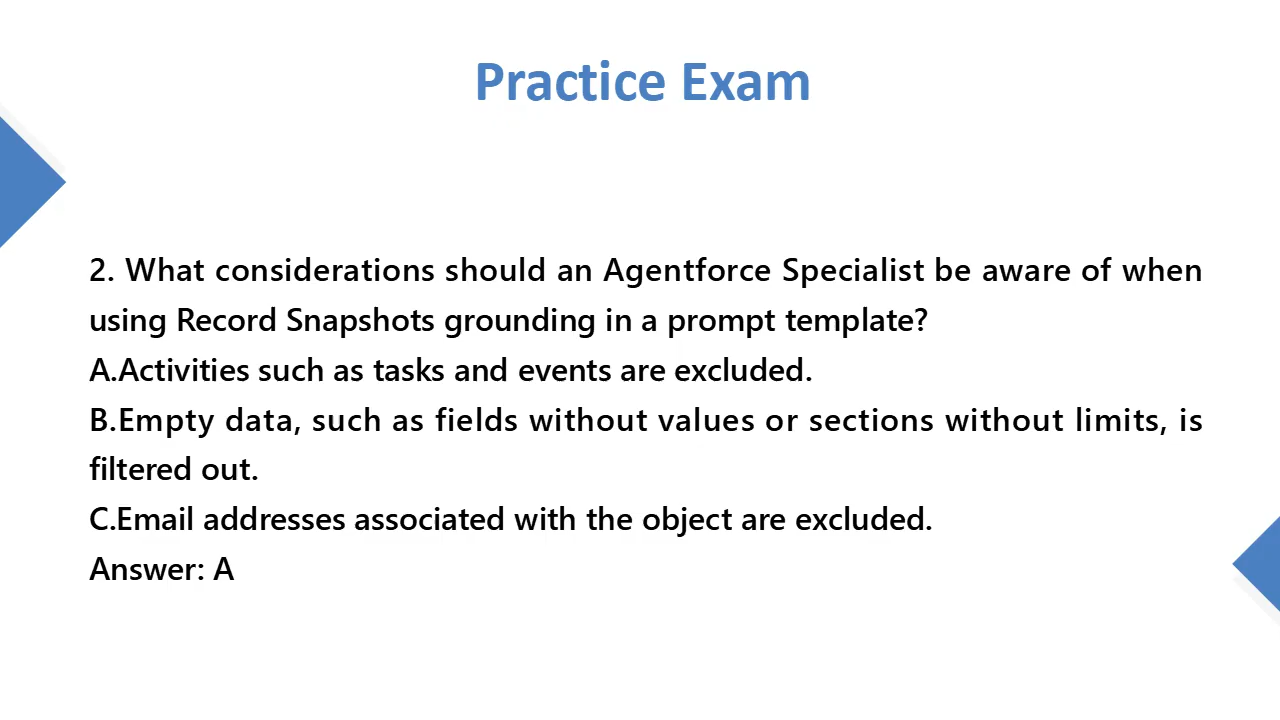 Practice Exam
2. What considerations should an Agentforce Specialist be aware of when
using Record Snapshots grounding in a prompt template?
A.Activities such as tasks and events are excluded.
B.Empty data, such as fields without values or sections without limits, is
filtered out.
C.Email addresses associated with the object are excluded.
Answer: A